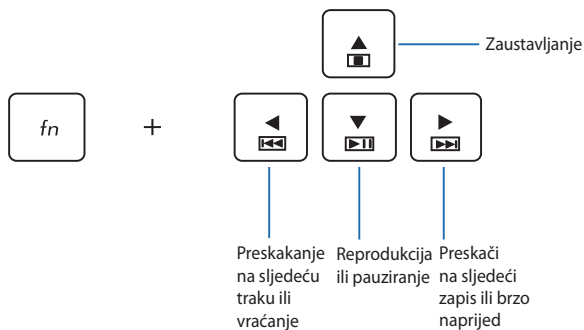 Zaustavljanje
fn
+
Preskakanje
na sljedeću
traku ili
vraćanje
Reprodukcija
ili pauziranje
Preskači
na sljedeći
zapis ili brzo
naprijed